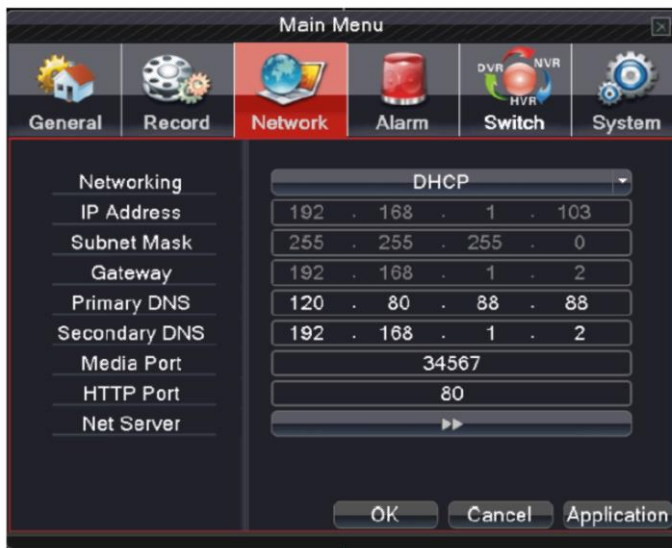 Main Menu
DVR NVR
HVR
General Record Network Alarm Switch System
Networking DHCP
IP Address 192 . 168 . 1 . 103
Subnet Mask 255 . 255 . 255 . 0
Gateway 192 . 168 . 1 . 2
Primary DNS 120 . 80 . 88 . 88
Secondary DNS 192 . 168 . 1 . 2
Media Port 34567
HTTP Port 80
Net Server
OK Cancel Application